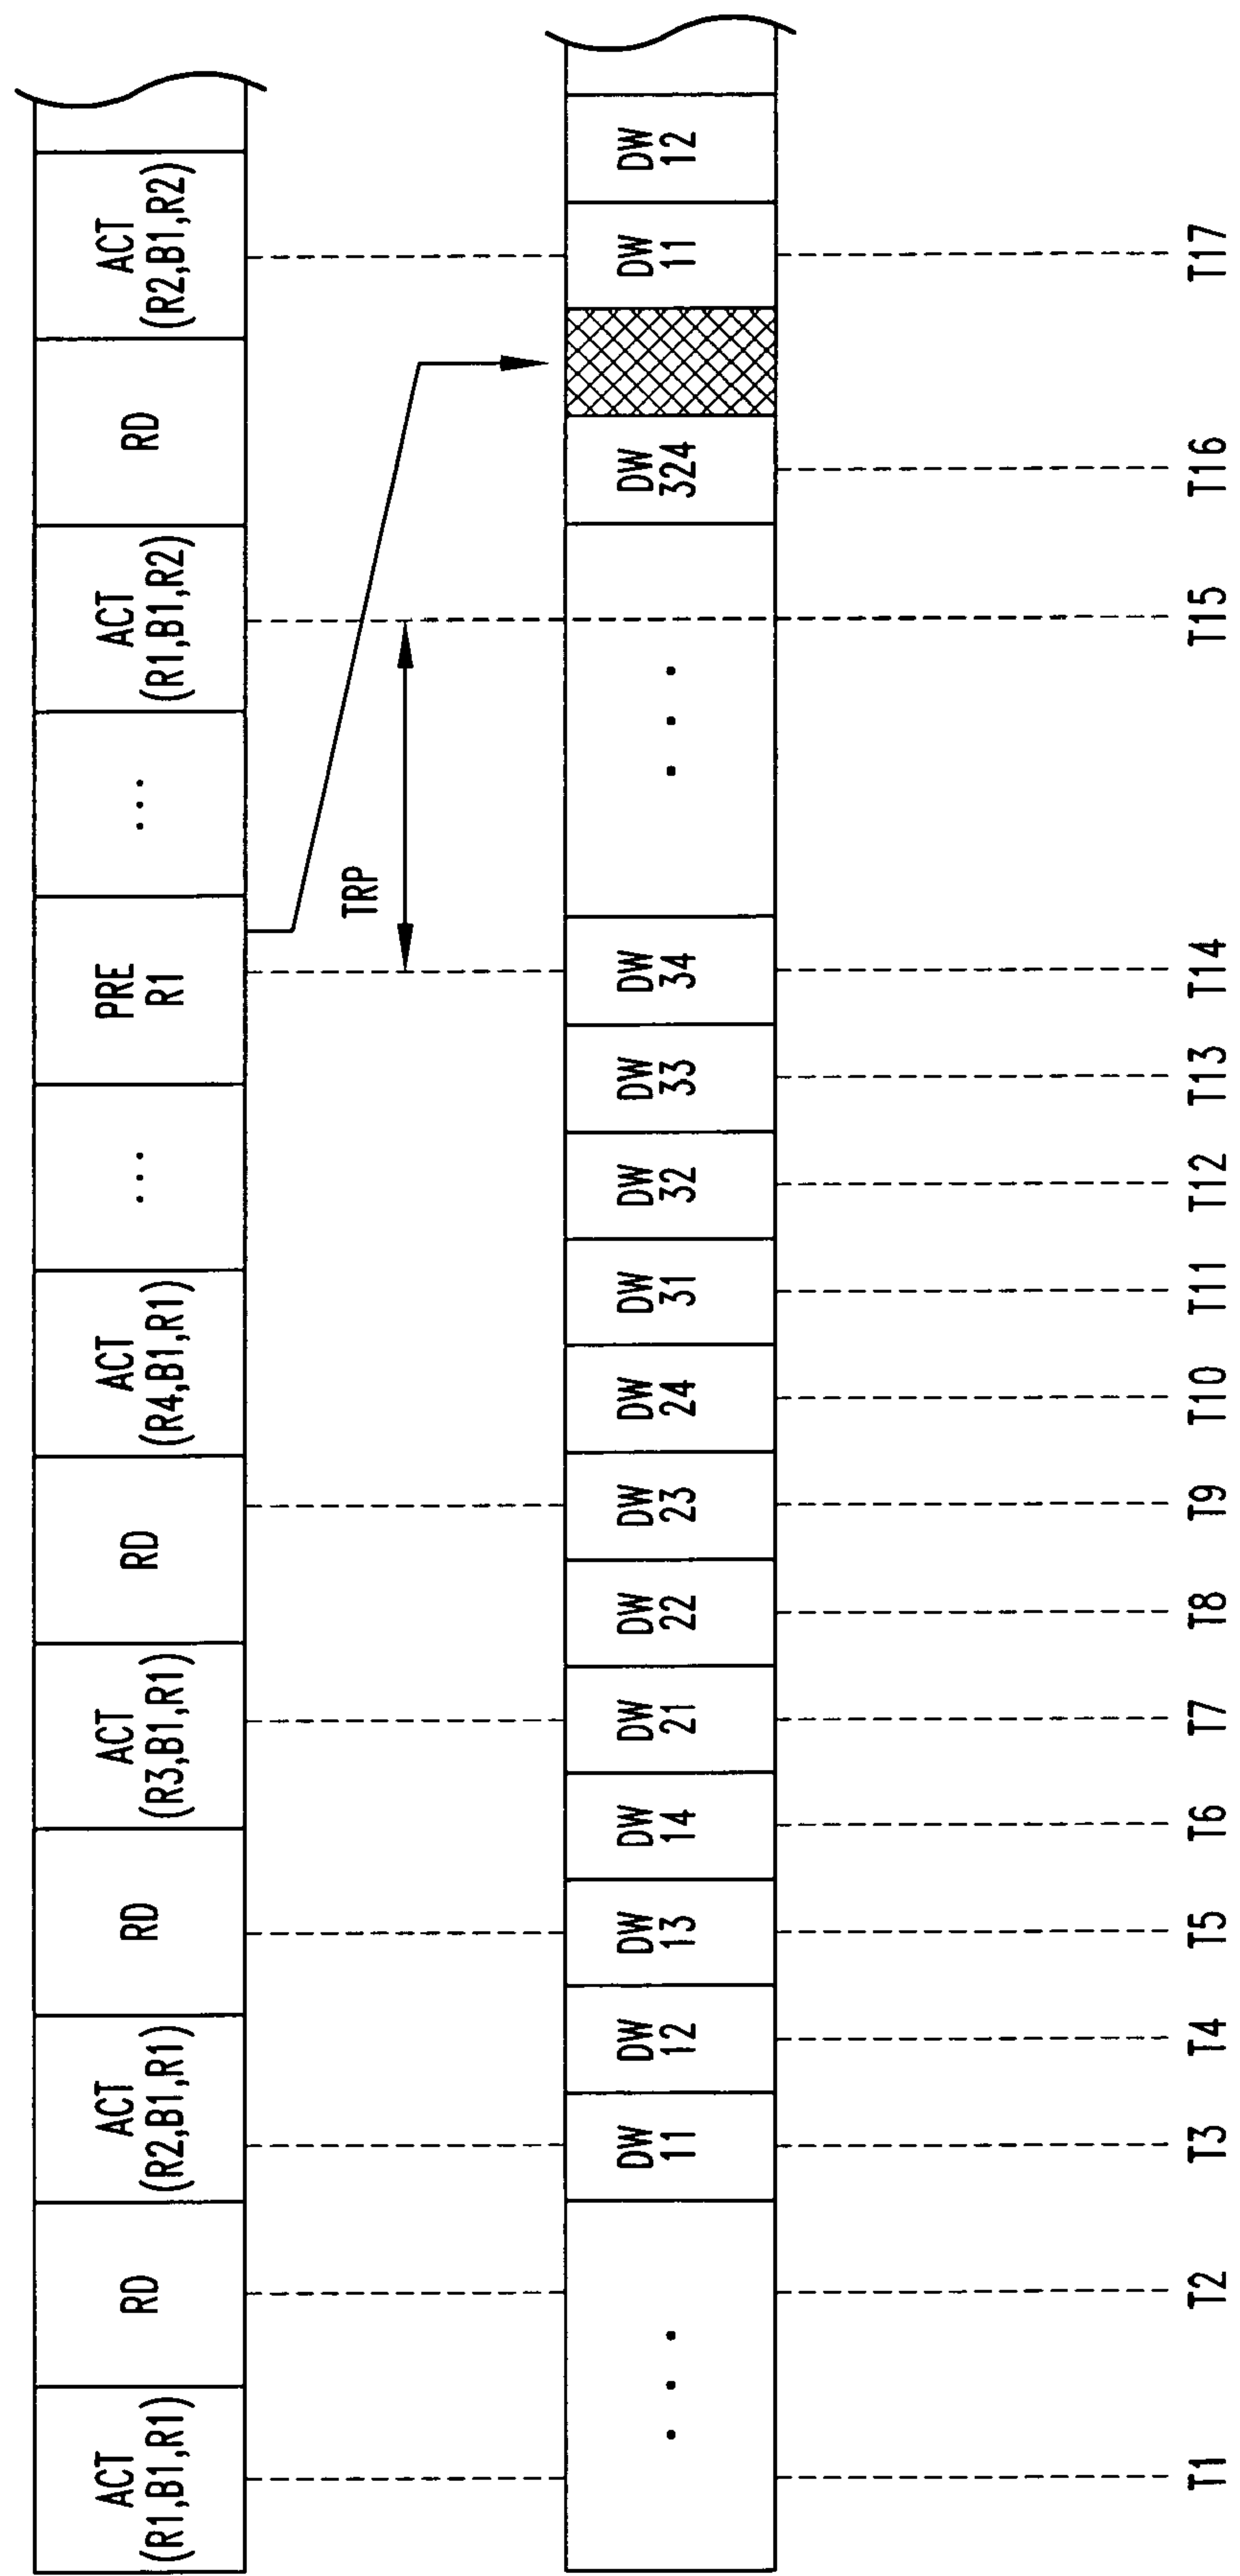 ACT
(R1,B1,R1)
RD
ACT
(R2,B1,R1)
RD
ACT
(R3,B1,R1)
RD
ACT
(R4,B1,R1)
...
PRE
R1
...
ACT
(R1,B1,R2)
RD
ACT
(R2,B1,R2)
TRP
...
DW
11
DW
12
DW
13
DW
14
DW
21
DW
22
DW
23
DW
24
DW
31
DW
32
DW
33
DW
34
...
DW
324
DW
11
DW
12
T1 T2 T3 T4 T5 T6 T7 T8 T9 T10 T11 T12 T13 T14 T15 T16 T17